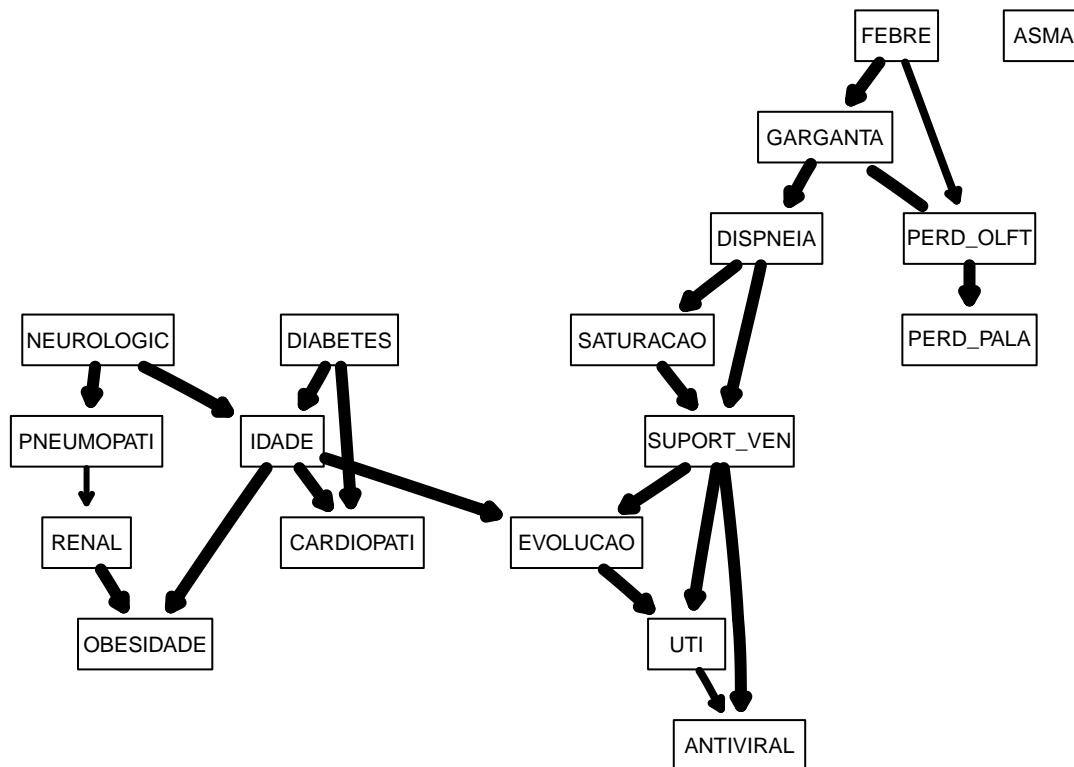 FEBRE
ASMA
GARGANTA
DISPNEIA
PERD_OLFT
NEUROLOGIC
DIABETES
SATURACAO
PERD_PALA
PNEUMOPATI
IDADE
SUPORT_VEN
RENAL
CARDIOPATI
EVOLUCAO
OBESIDADE
UTI
ANTIVIRAL